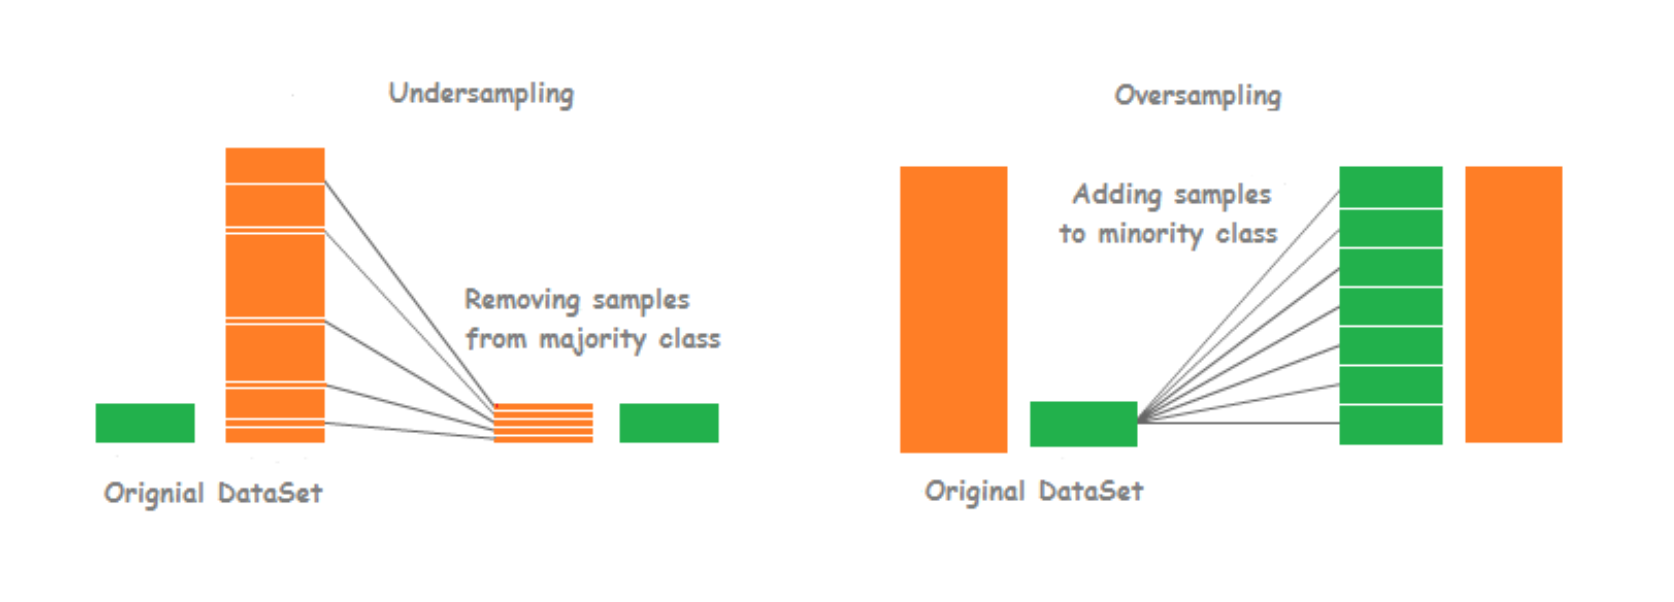 Undersampling
Removing samples
from majority class
Orignial DataSet
Oversampling
Adding samples
to minority class
Original DataSet